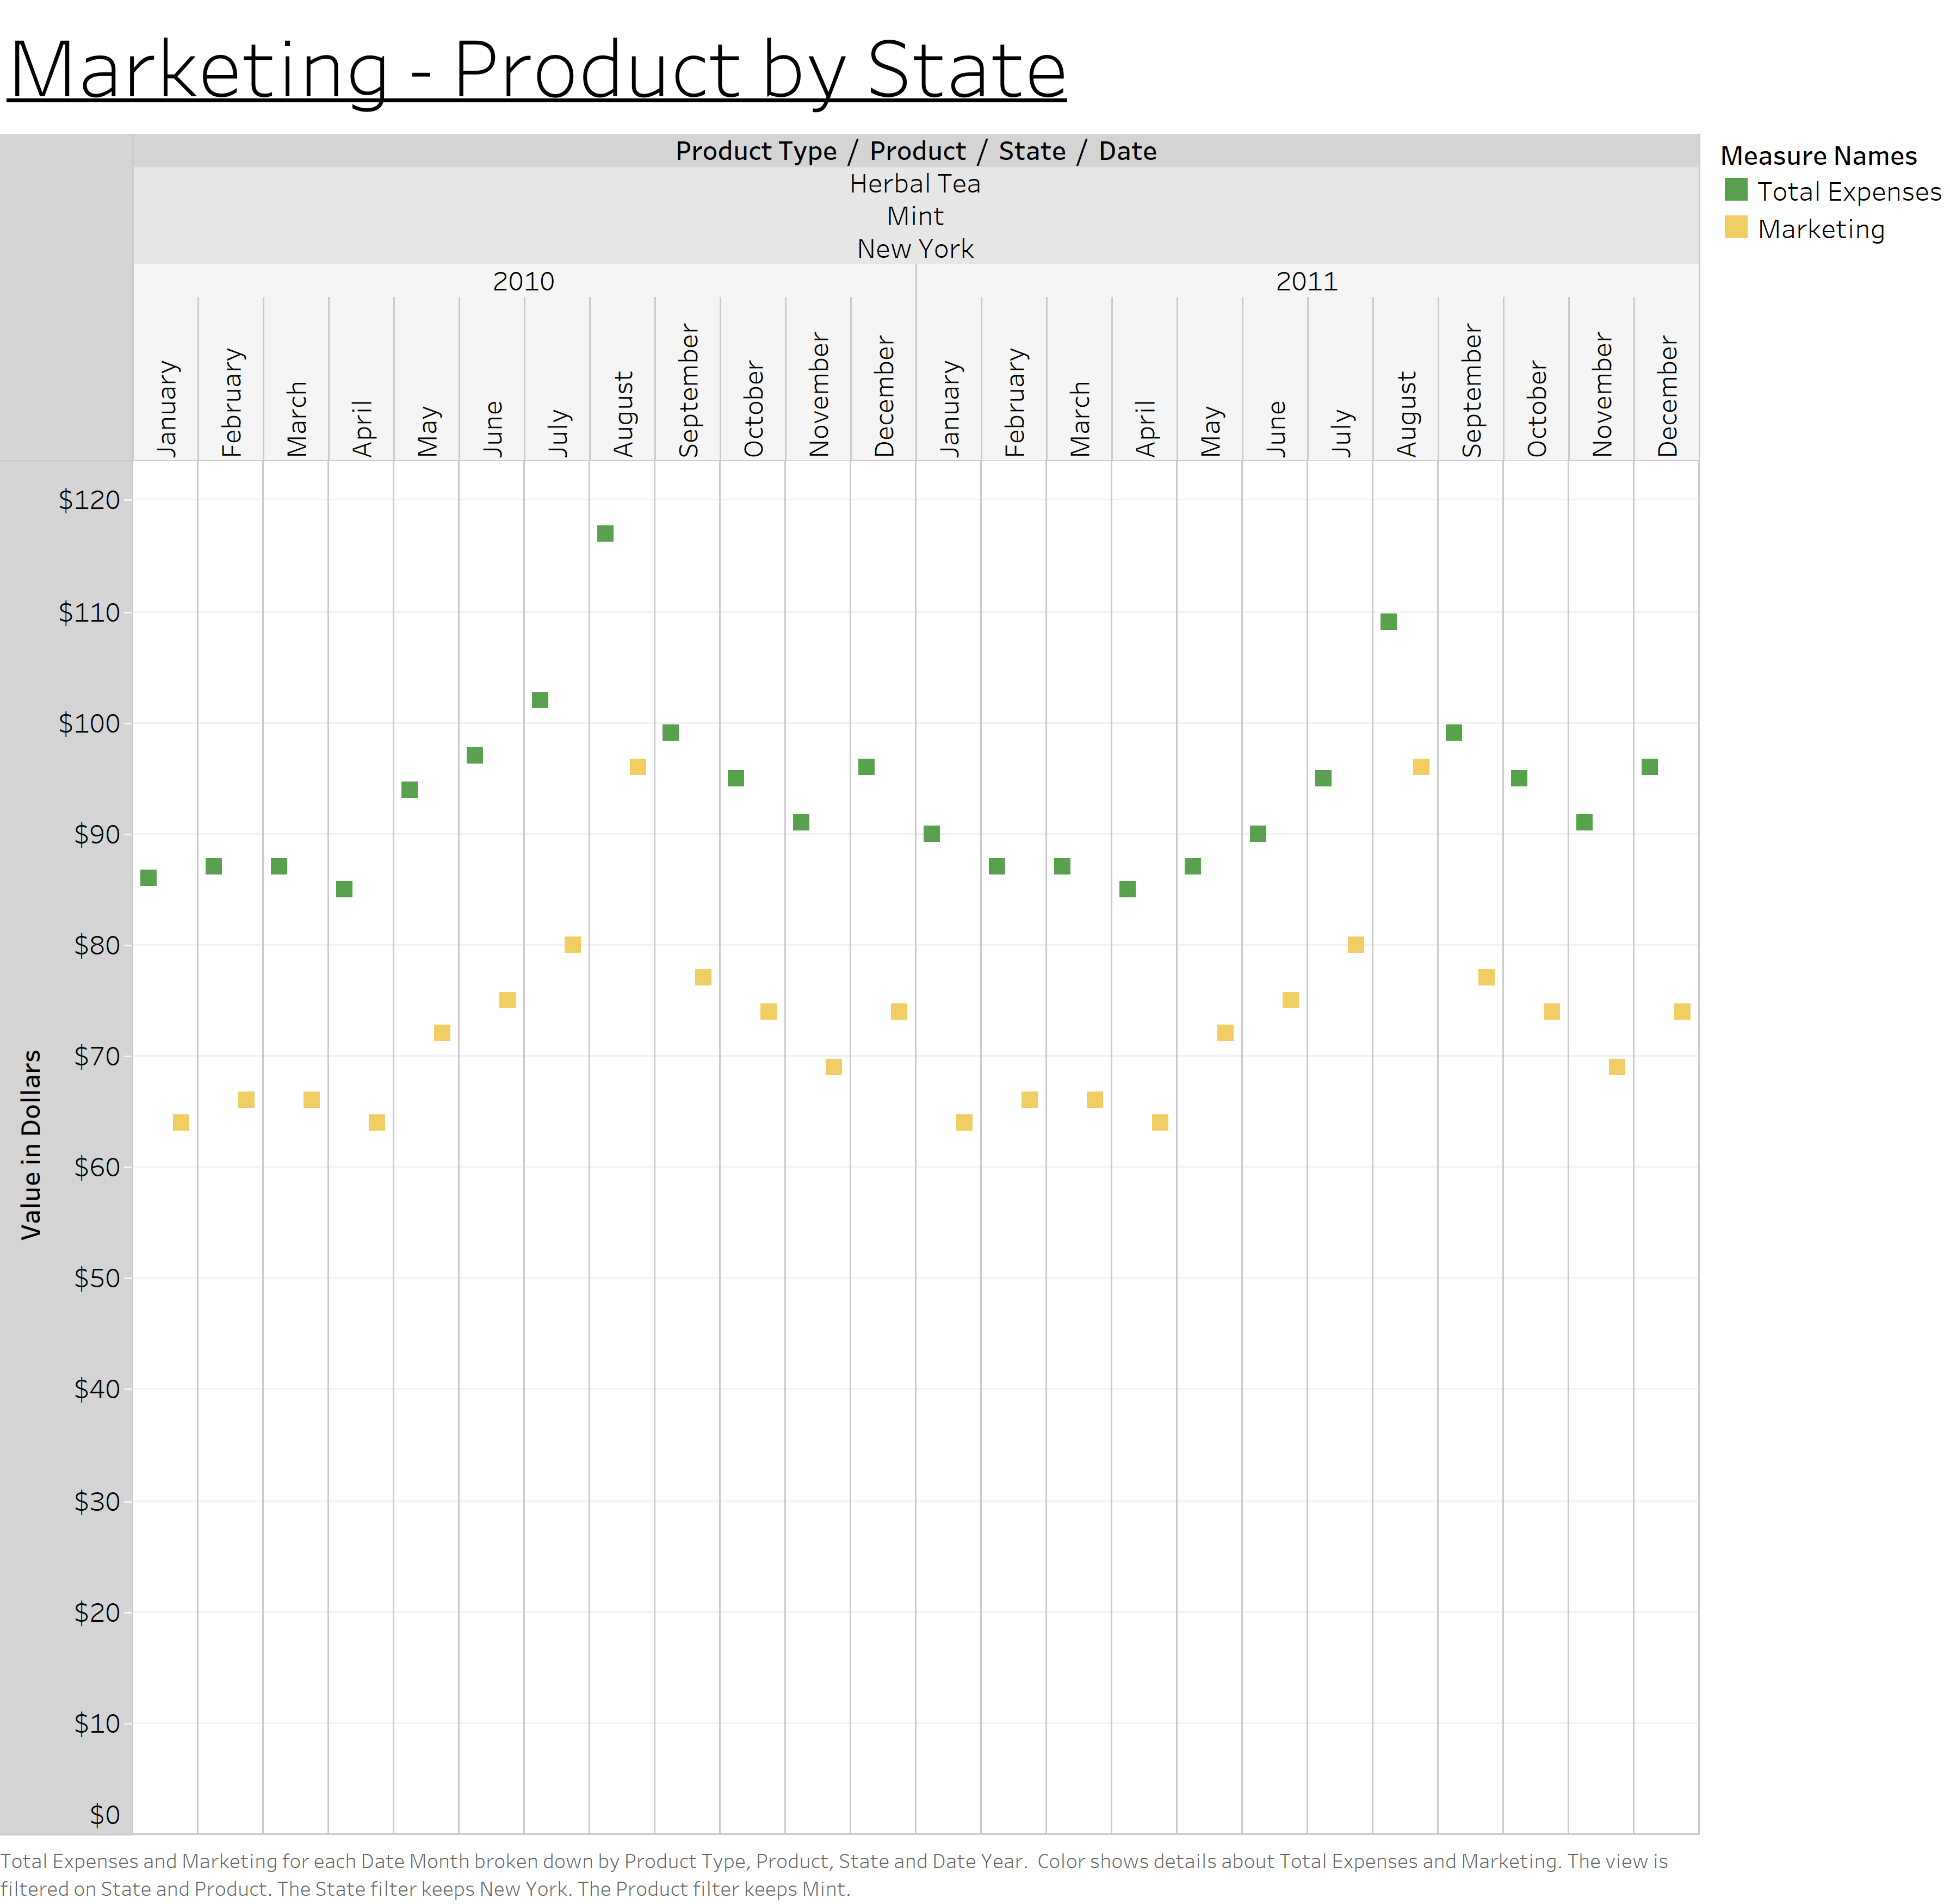 Marketing - Product by State
Product Type / Product / State / Date
Herbal Tea
Mint
New York
2010
2011
January
February
March
April
May
June
July
August
September
October
November
December
January
February
March
April
May
June
July
August
September
October
November
December
Measure Names
Total Expenses
Marketing
Value in Dollars
$120
$110
$100
$90
$80
$70
$60
$50
$40
$30
$20
$10
$0
Total Expenses and Marketing for each Date Month broken down by Product Type, Product, State and Date Year.  Color shows details about Total Expenses and Marketing. The view is
filtered on State and Product. The State filter keeps New York. The Product filter keeps Mint.